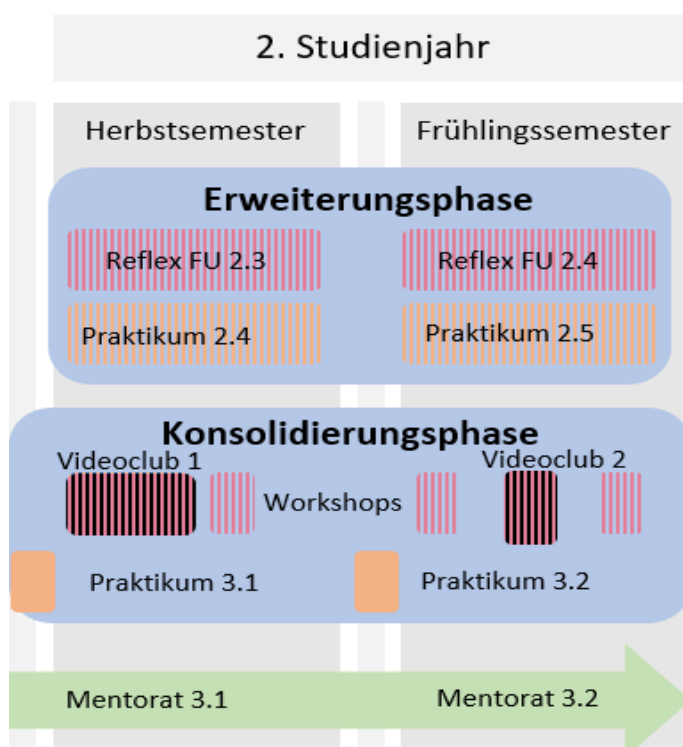 2. Studienjahr
Herbstsemester
Frühlingssemester
Erweiterungsphase
Reflex FU 2.3
Reflex FU 2.4
Praktikum 2.4
Praktikum 2.5
Konsolidierungsphase
Videoclub 1
Videoclub 2
Workshops
Praktikum 3.1
Praktikum 3.2
Mentorat 3.1
Mentorat 3.2